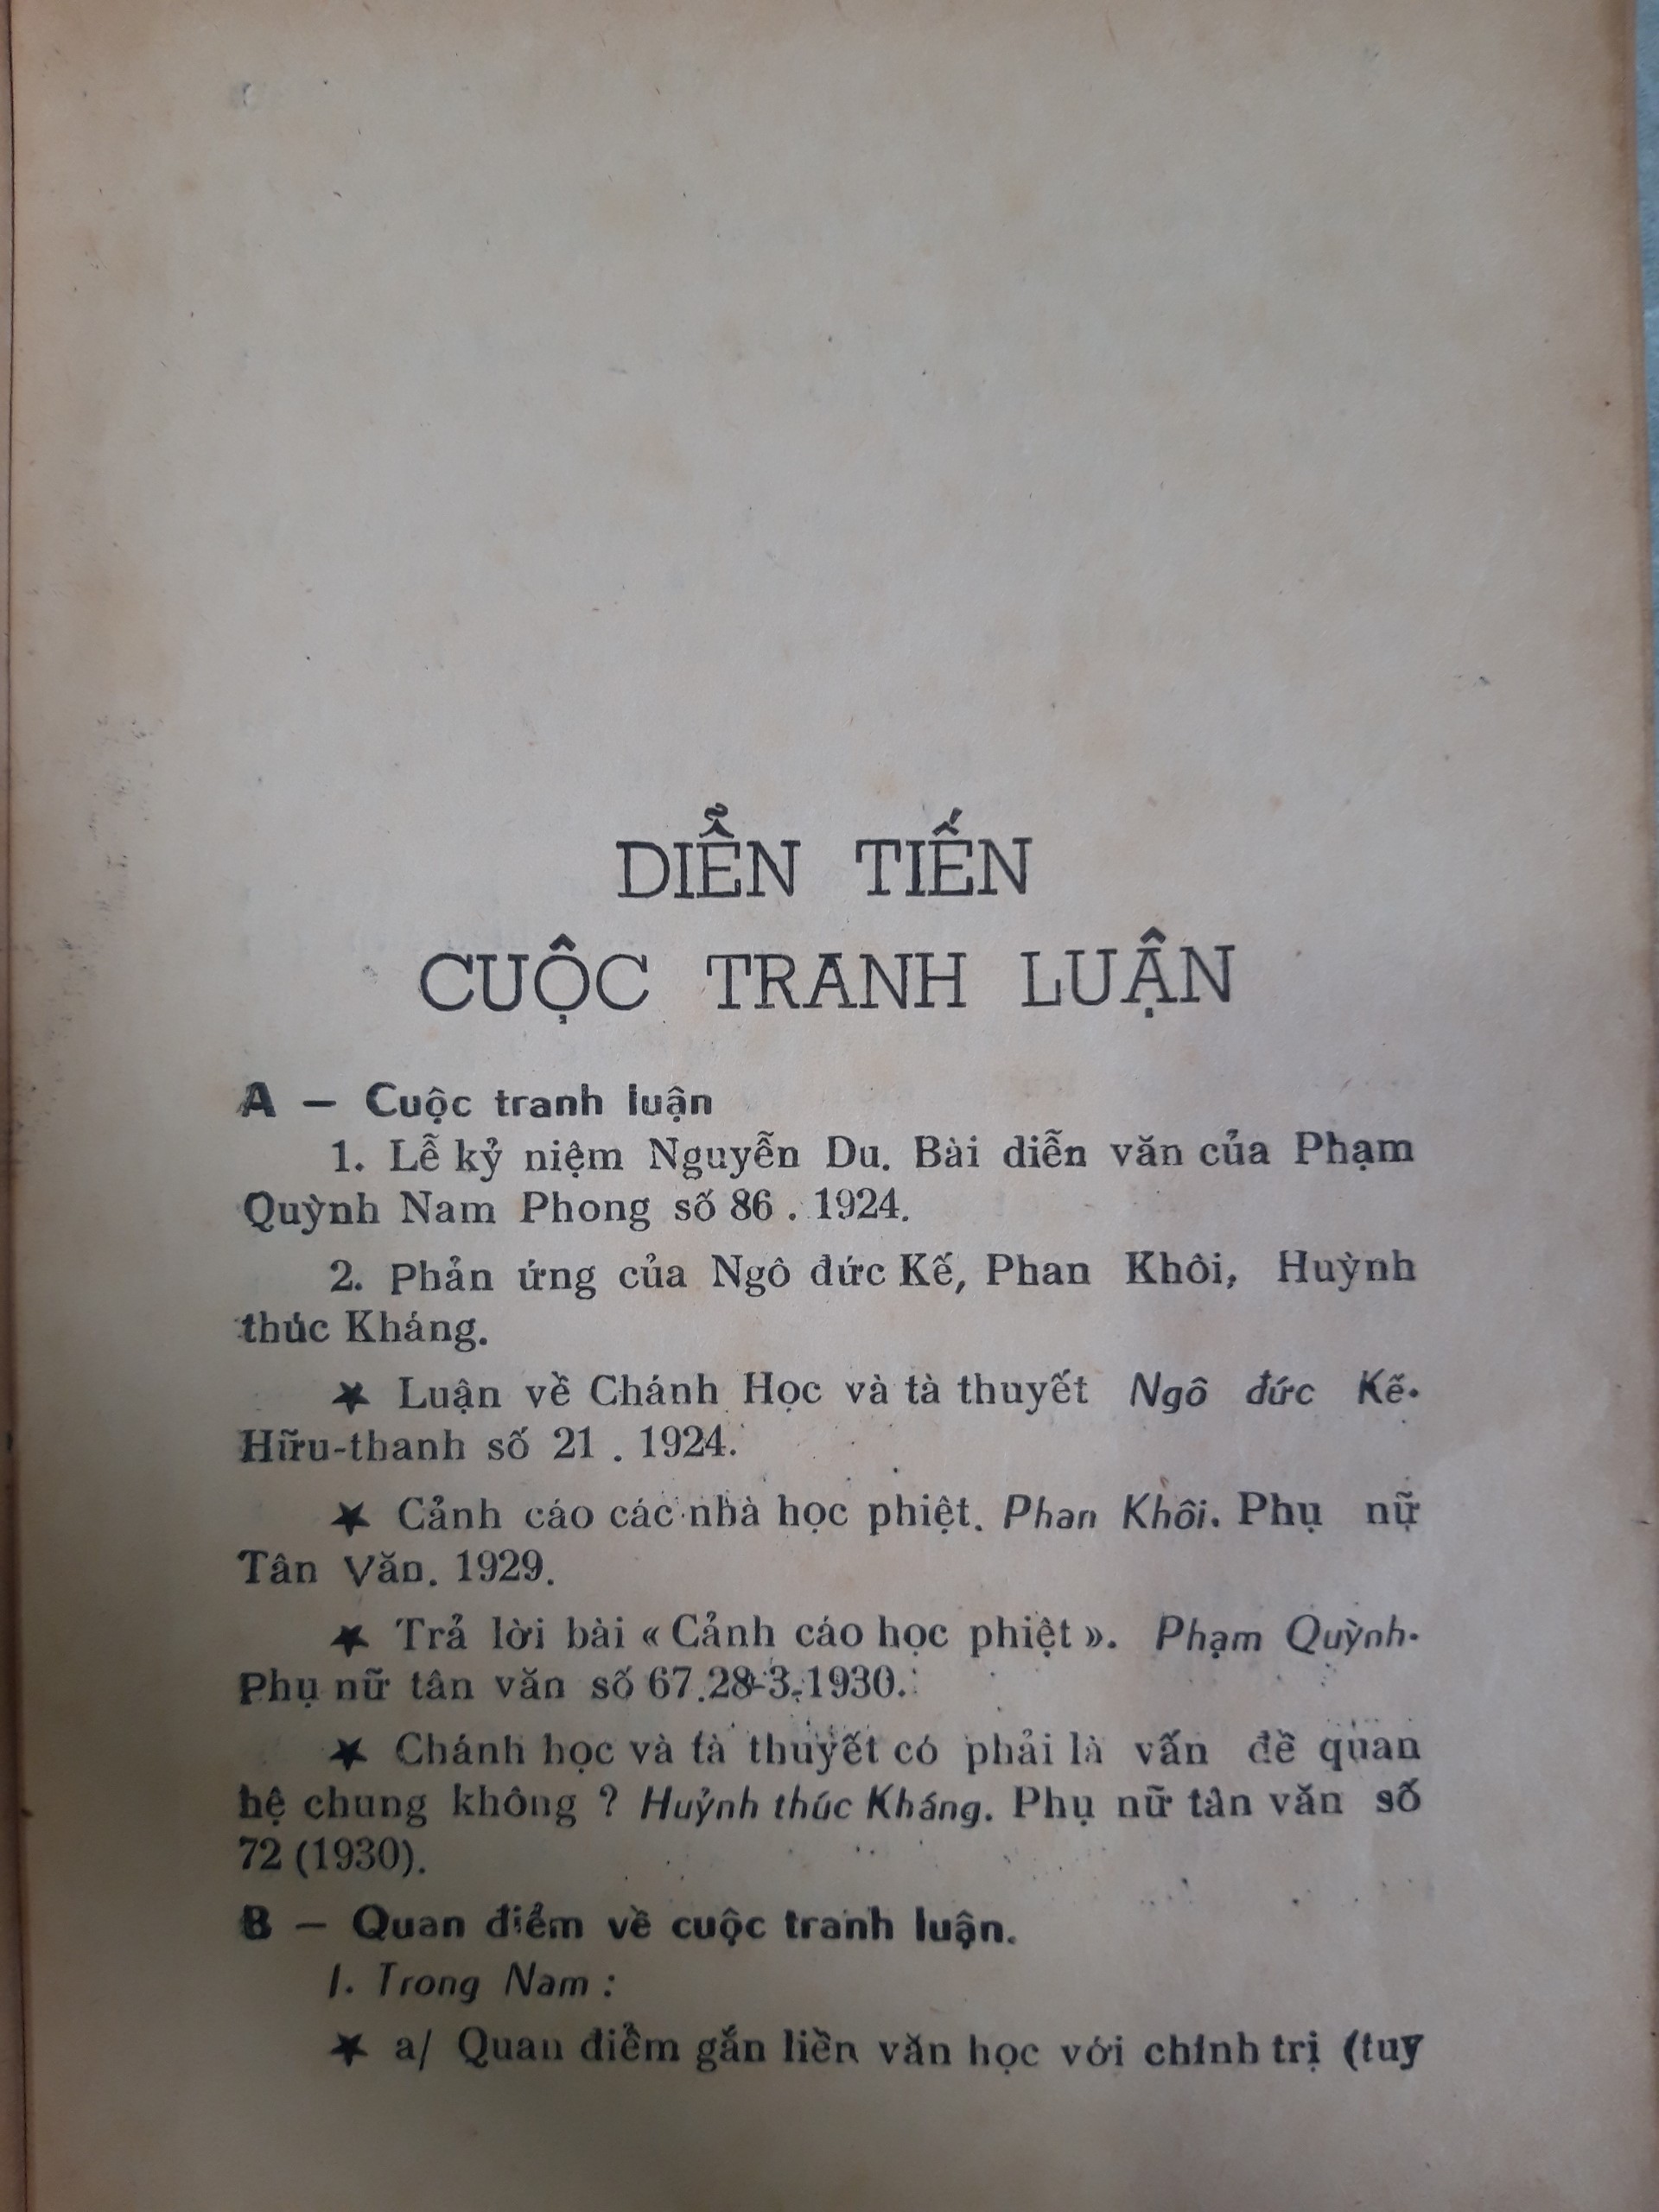 DIỄN TIẾN
CUỘC TRANH LUẬN
A — Cuộc tranh luận
1. Lễ kỷ niệm Nguyễn Du. Bài diễn văn của Phạm
Quỳnh Nam Phong số 86 . 1924.
2. Phản ứng của Ngô đức Kế, Phan Khôi, Huỳnh
thúc Kháng.
★ Luận về Chánh Học và tà thuyết Ngô đức Kế.
Hữu-thanh số 21 . 1924.
★ Cảnh cáo các nhà học phiệt. Phan Khôi. Phụ nữ
Tân Văn. 1929.
★ Trả lời bài « Cảnh cáo học phiệt ». Phạm Quỳnh.
Phụ nữ tân văn số 67.28-3-1930.
★ Chánh học và tà thuyết có phải là vấn đề quan
hệ chung không ? Huỳnh thúc Kháng. Phụ nữ tân văn số
72 (1930).
B — Quan điểm về cuộc tranh luận.
1. Trong Nam :
★ a/ Quan điểm gắn liền văn học với chính trị (tuy